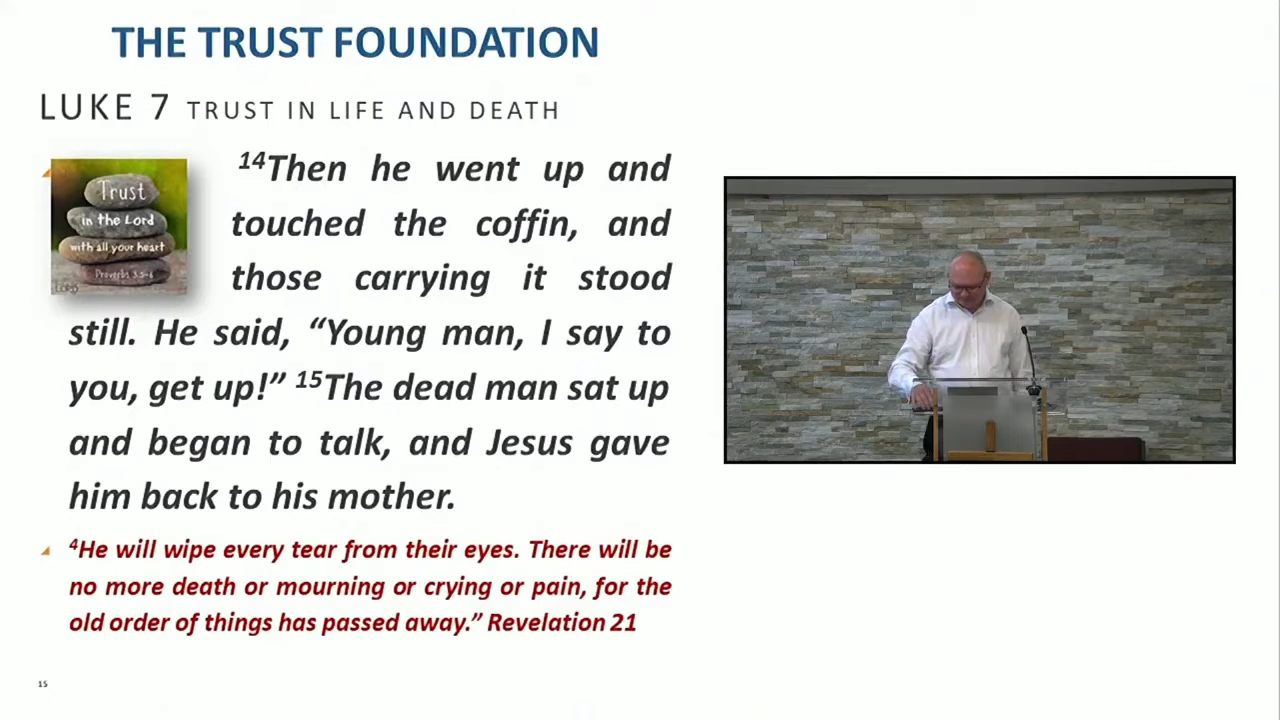 THE TRUST FOUNDATION
LUKE 7 TRUST IN LIFE AND DEATH
Trust
in the Lord
with all your heart
Proverbs 3:5-6
¹⁴Then he went up and
touched the coffin, and
those carrying it stood
still. He said, “Young man, I say to
you, get up!” ¹⁵The dead man sat up
and began to talk, and Jesus gave
him back to his mother.
⁴He will wipe every tear from their eyes. There will be
no more death or mourning or crying or pain, for the
old order of things has passed away.” Revelation 21
15